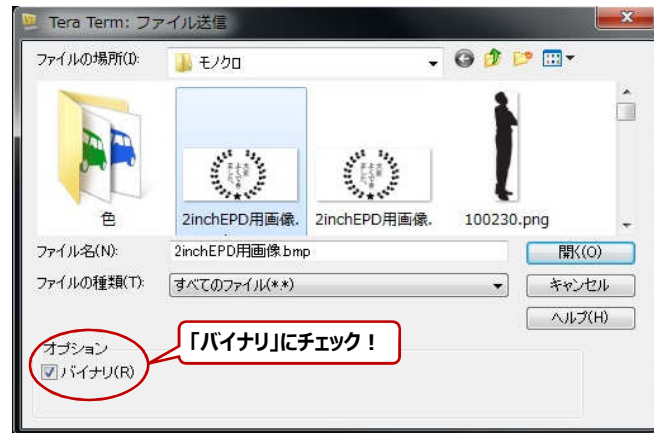 Tera Term: ファイル送信
ファイルの場所(I):
モノクロ
色
2inchEPD用画像.
2inchEPD用画像.
100230.png
ファイル名(N):
2inchEPD用画像.bmp
開く(O)
ファイルの種類(T):
すべてのファイル(*.*)
キャンセル
ヘルプ(H)
オプション
「バイナリ」にチェック！
バイナリ(R)